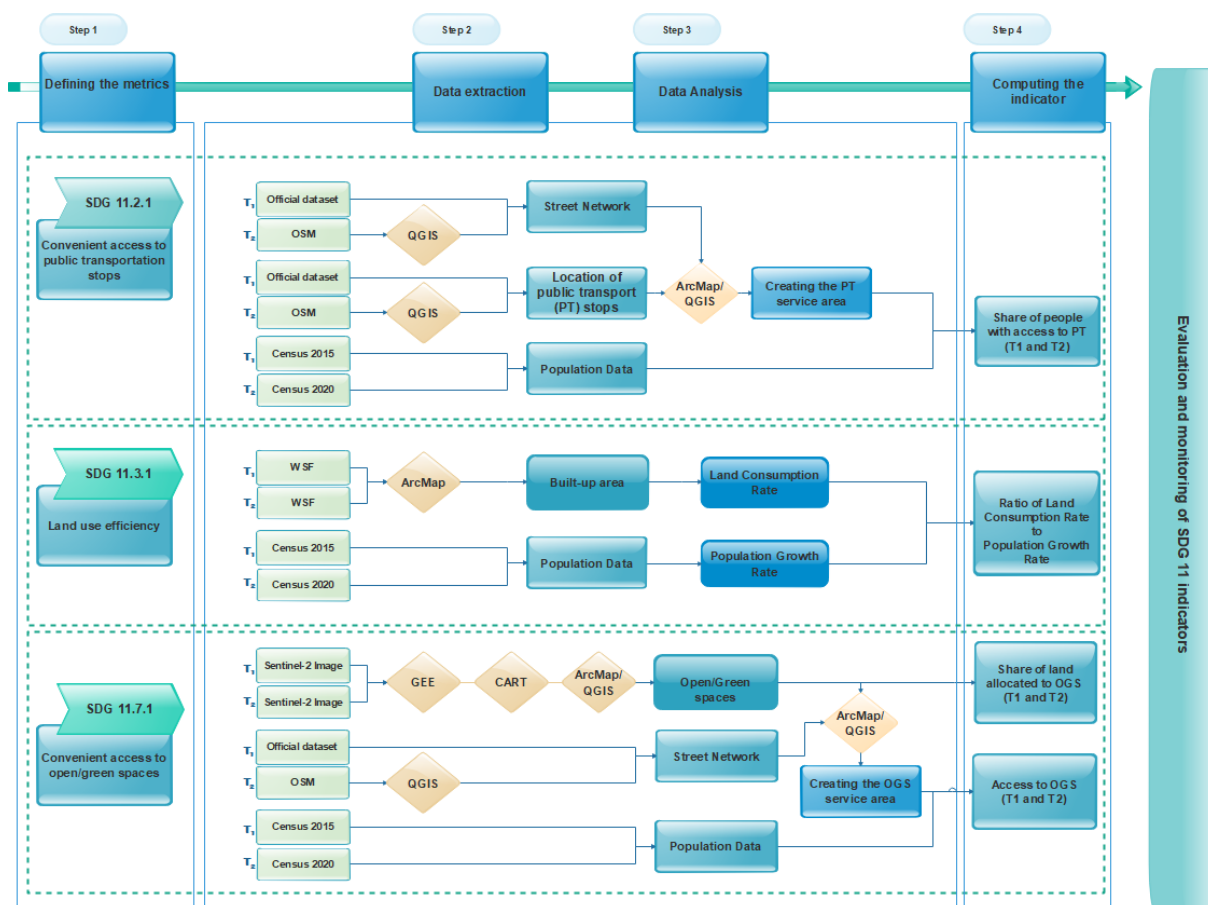 Step 1
Step 2
Step 3
Step 4
Defining the metrics
Data extraction
Data Analysis
Computing the
indicator
SDG 11.2.1
Convenient access to
public transportation
stops
T₁
Official dataset
T₂
OSM
QGIS
Street Network
T₁
Official dataset
T₂
OSM
QGIS
Location of
public transport
(PT) stops
ArcMap/
QGIS
Creating the PT
service area
T₁
Census 2015
T₂
Census 2020
Population Data
Share of people
with access to PT
(T1 and T2)
SDG 11.3.1
Land use efficiency
T₁
WSF
T₂
WSF
ArcMap
Built-up area
Land Consumption
Rate
T₁
Census 2015
T₂
Census 2020
Population Data
Population Growth
Rate
Ratio of Land
Consumption Rate
to
Population Growth
Rate
SDG 11.7.1
Convenient access to
open/green spaces
T₁
Sentinel-2 Image
T₂
Sentinel-2 Image
GEE
CART
ArcMap/
QGIS
Open/Green
spaces
Share of land
allocated to OGS
(T1 and T2)
T₁
Official dataset
T₂
OSM
QGIS
Street Network
ArcMap/
QGIS
Creating the OGS
service area
T₁
Census 2015
T₂
Census 2020
Population Data
Access to OGS
(T1 and T2)
Evaluation and monitoring of SDG 11 indicators